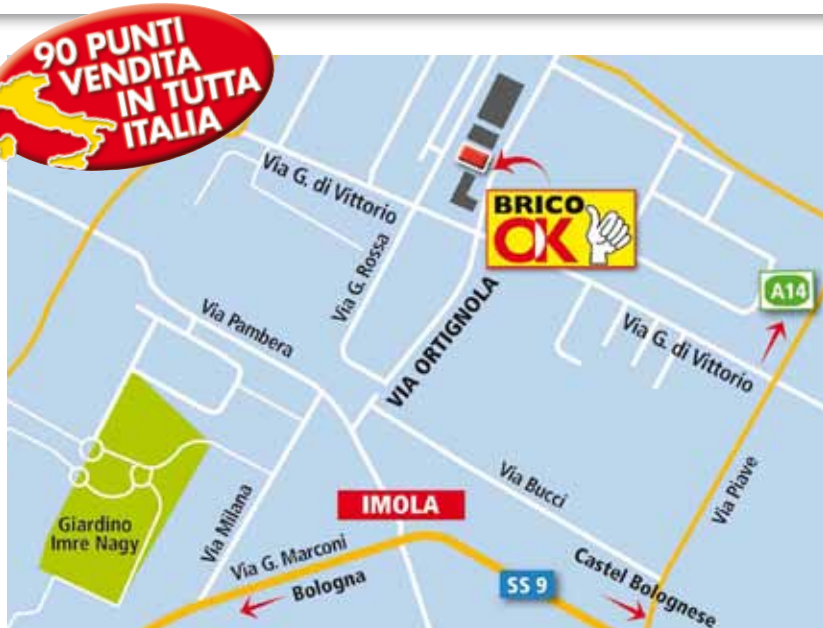 90 PUNTI
VENDITA
IN TUTTA
ITALIA
Via G. di Vittorio
BRICO
OK
Via G. Rossa
A14
Via Pambera
VIA ORTIGNOLA
Via G. di Vittorio
Via Bucci
Via Piave
IMOLA
Giardino
Imre Nagy
Via Milana
Via G. Marconi
Bologna
SS 9
Castel Bolognese